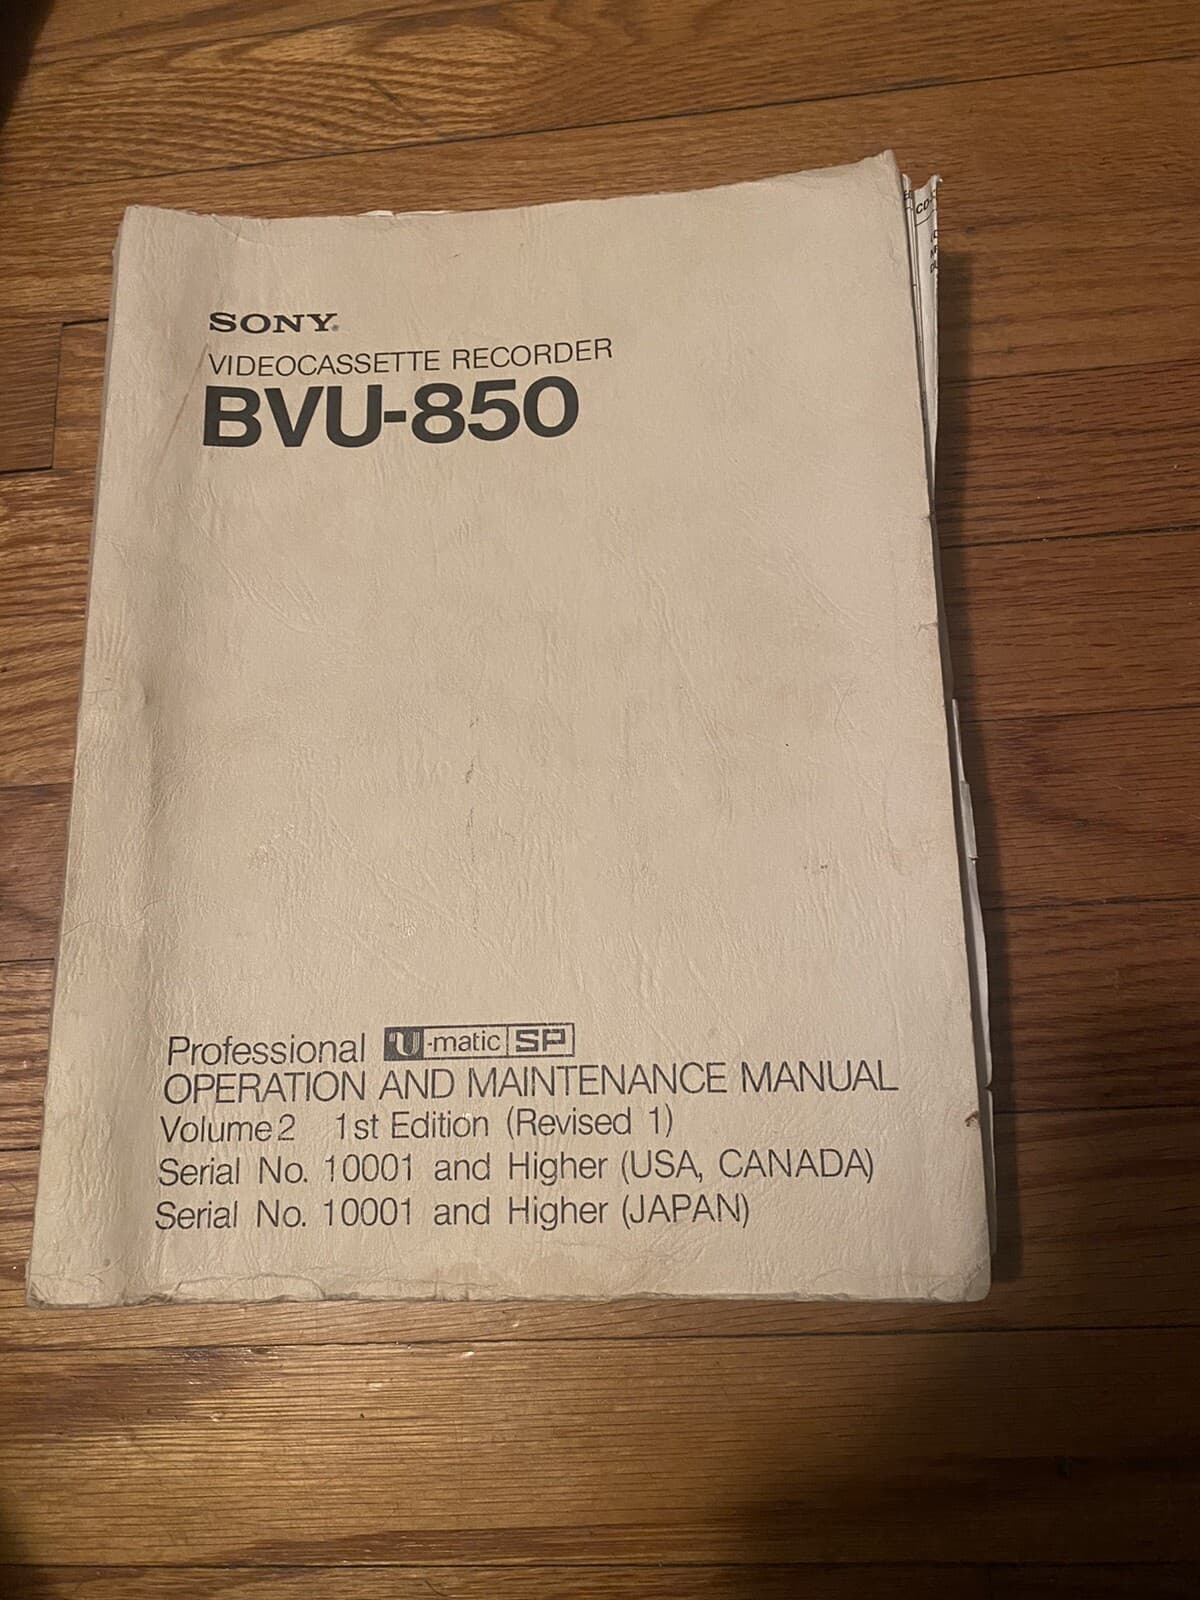 SONY®
VIDEOCASSETTE RECORDER
BVU-850
Professional U-matic SP
OPERATION AND MAINTENANCE MANUAL
Volume 2 1st Edition (Revised 1)
Serial No. 10001 and Higher (USA, CANADA)
Serial No. 10001 and Higher (JAPAN)